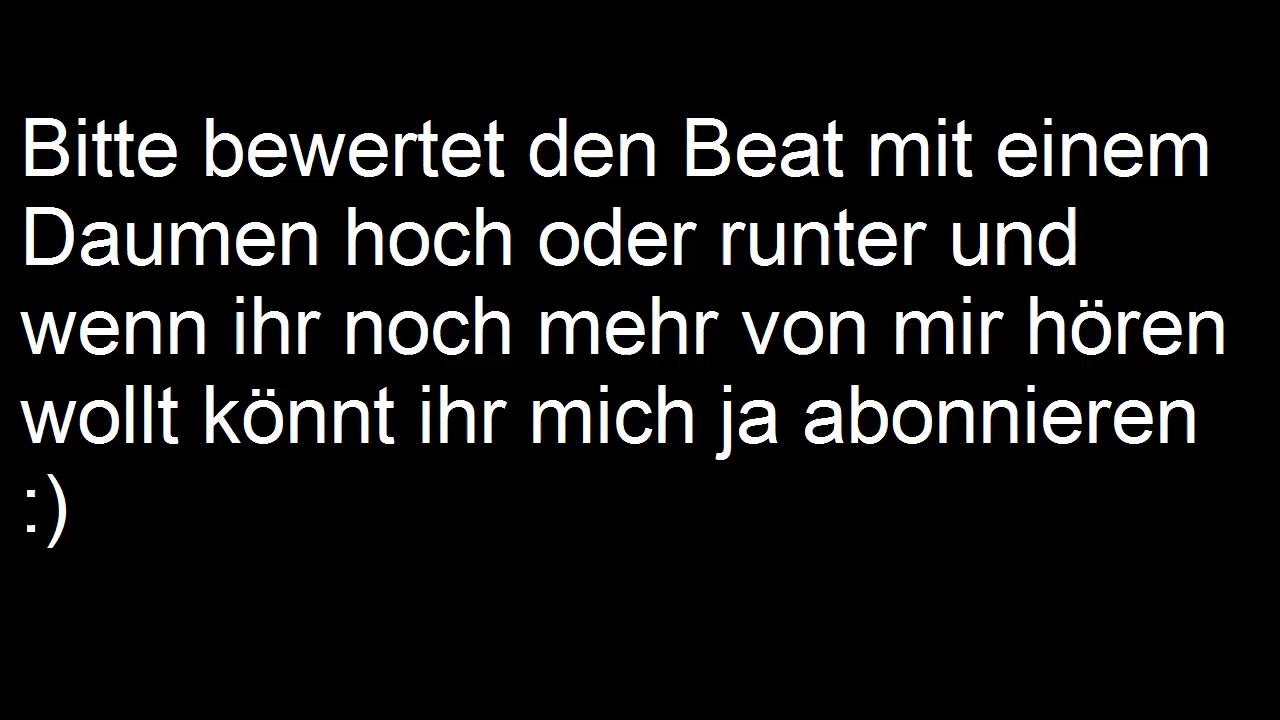 Bitte bewertet den Beat mit einem
Daumen hoch oder runter und
wenn ihr noch mehr von mir hören
wollt könnt ihr mich ja abonnieren
:)